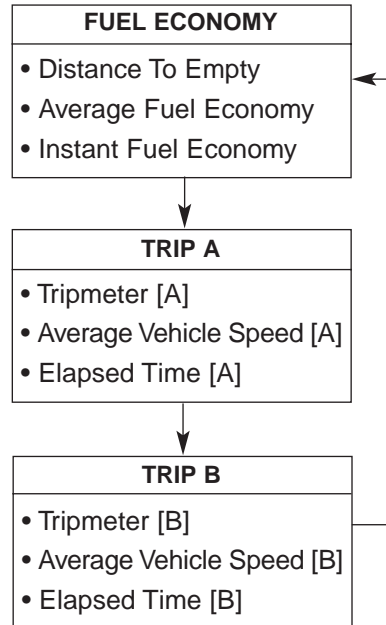 FUEL ECONOMY
• Distance To Empty
• Average Fuel Economy
• Instant Fuel Economy
TRIP A
• Tripmeter [A]
• Average Vehicle Speed [A]
• Elapsed Time [A]
TRIP B
• Tripmeter [B]
• Average Vehicle Speed [B]
• Elapsed Time [B]